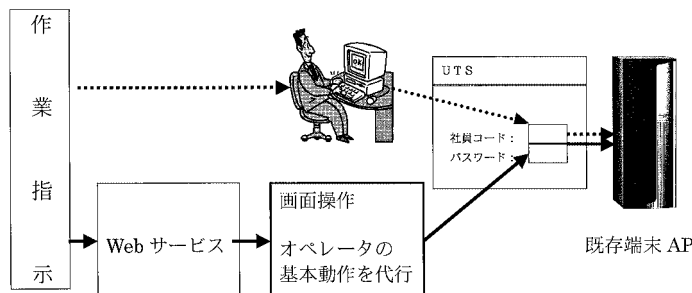 作業指示
OK
UTS
社員コード：
パスワード：
Webサービス
画面操作
オペレータの
基本動作を代行
既存端末AP